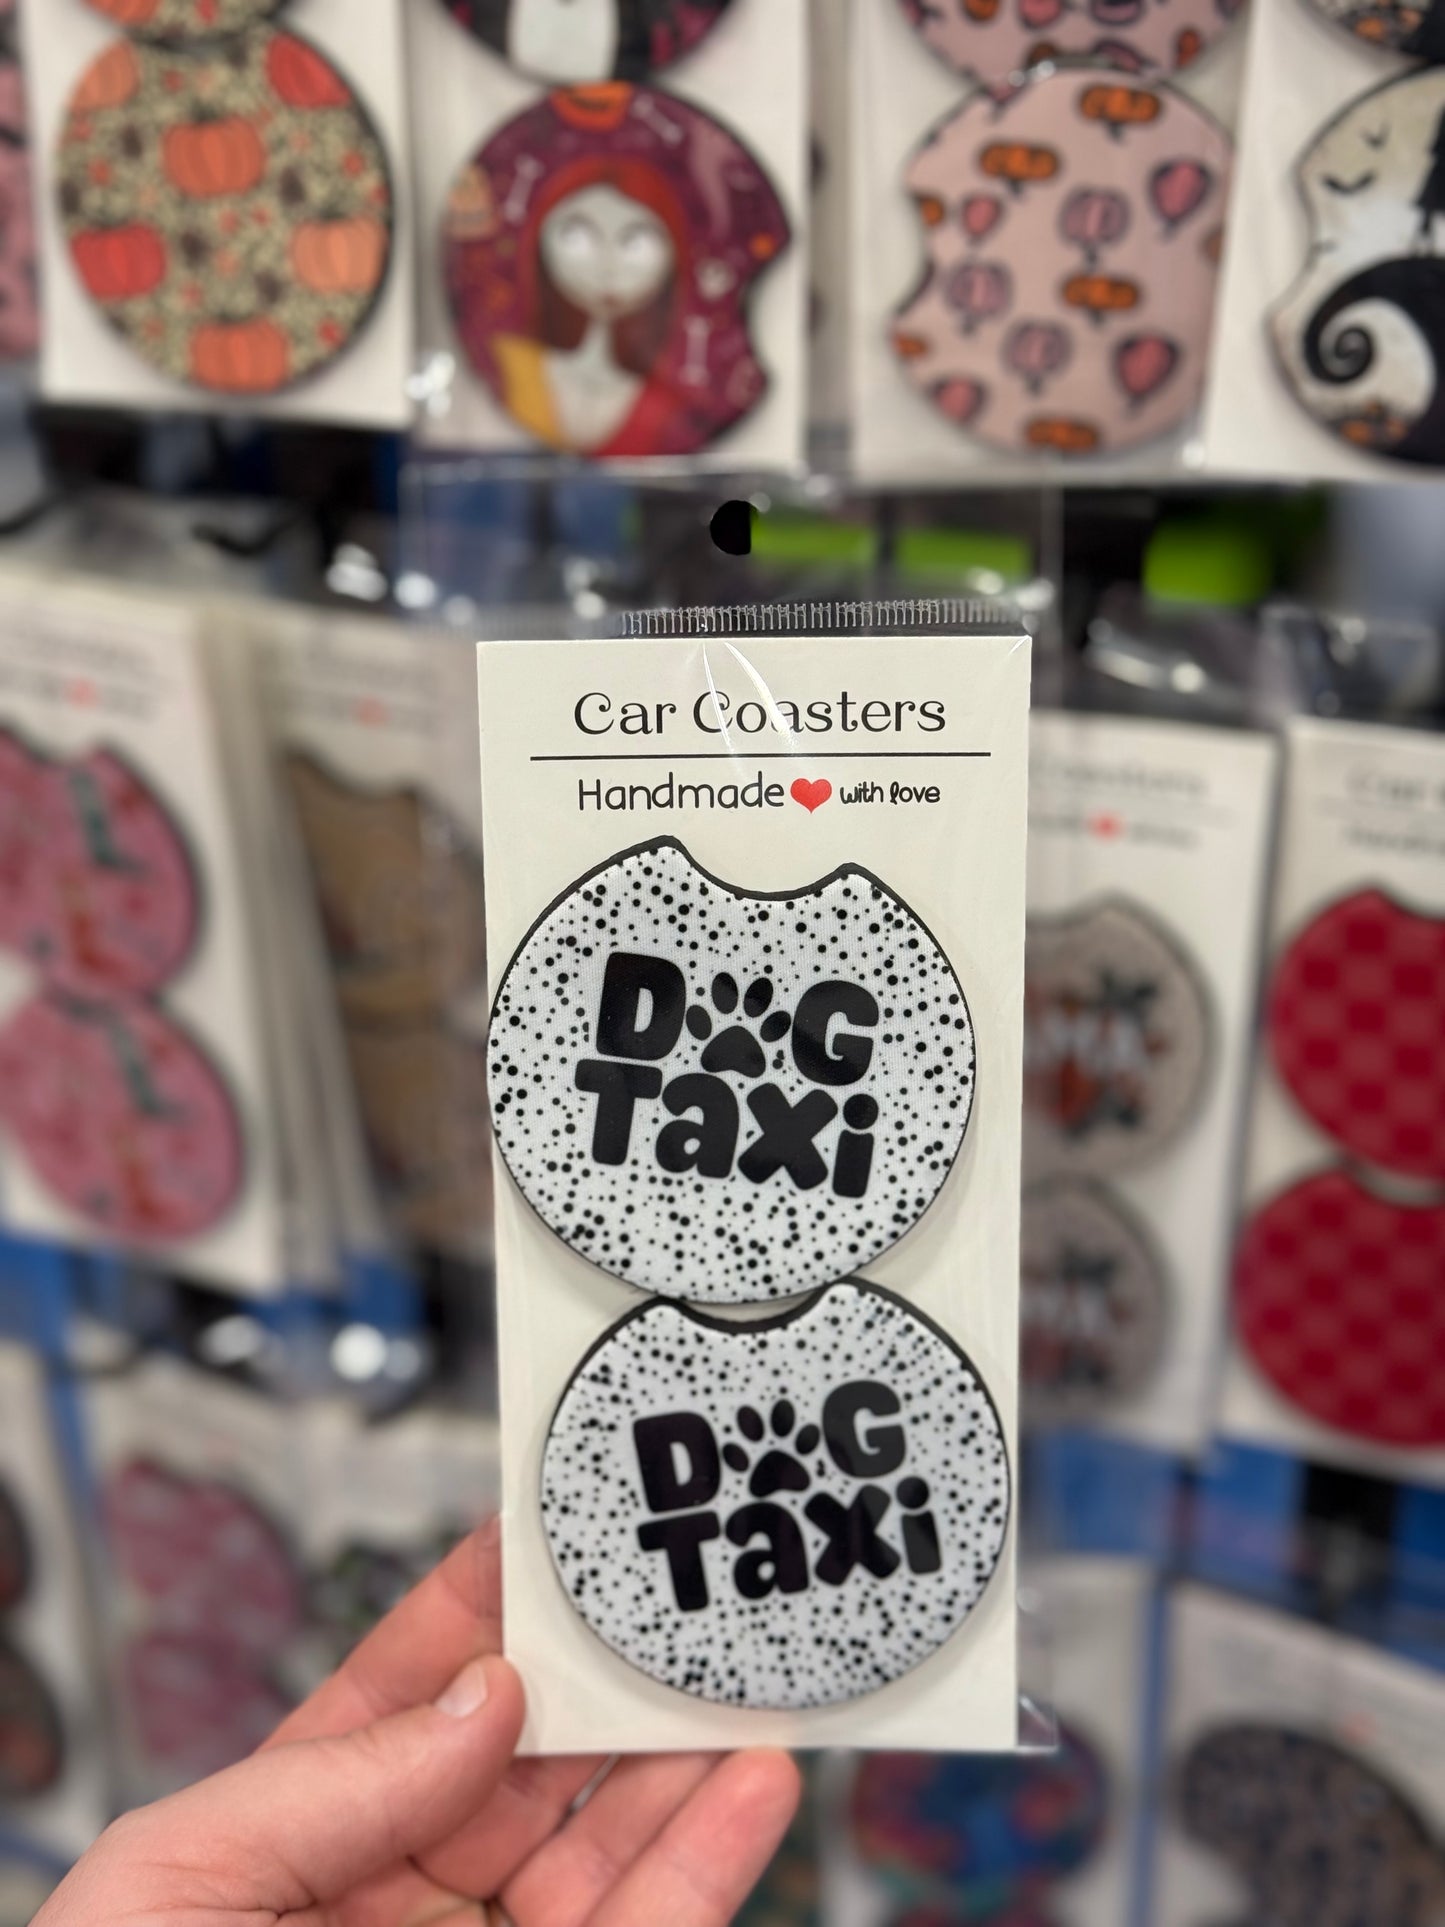 Car Coasters
Handmade ❤ with love
DOG
Taxi
DOG
Taxi